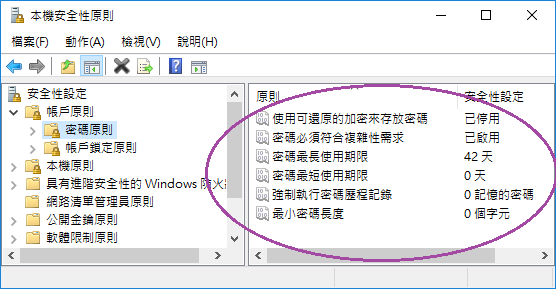 本機安全性原則
檔案(F) 動作(A) 檢視(V) 說明(H)
安全性設定
帳戶原則
密碼原則
帳戶鎖定原則
本機原則
具有進階安全性的 Windows 防火
網路清單管理員原則
公開金鑰原則
軟體限制原則
原則 安全性設定
使用可還原的加密來存放密碼 已停用
密碼必須符合複雜性需求 已啟用
密碼最長使用期限 42 天
密碼最短使用期限 0 天
強制執行密碼歷程記錄 0 記憶的密碼
最小密碼長度 0 個字元